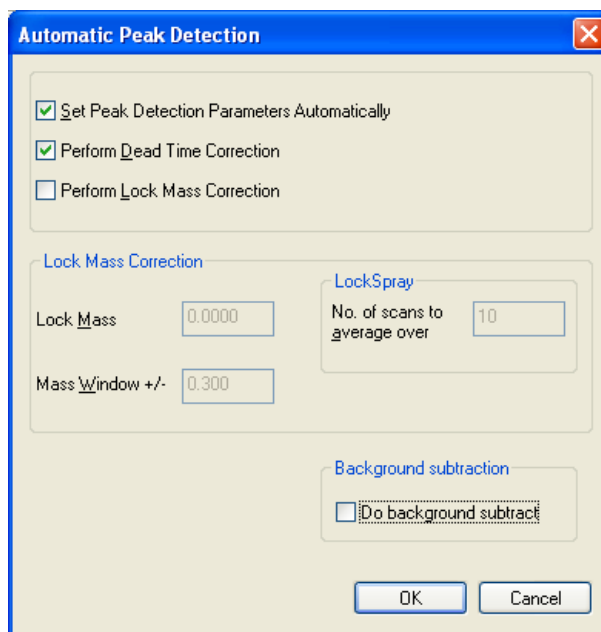 Automatic Peak Detection
Set Peak Detection Parameters Automatically
Perform Dead Time Correction
Perform Lock Mass Correction
Lock Mass Correction
Lock Mass 0.0000
Mass Window +/- 0.300
LockSpray
No. of scans to
average over
10
Background subtraction
Do background subtract
OK Cancel